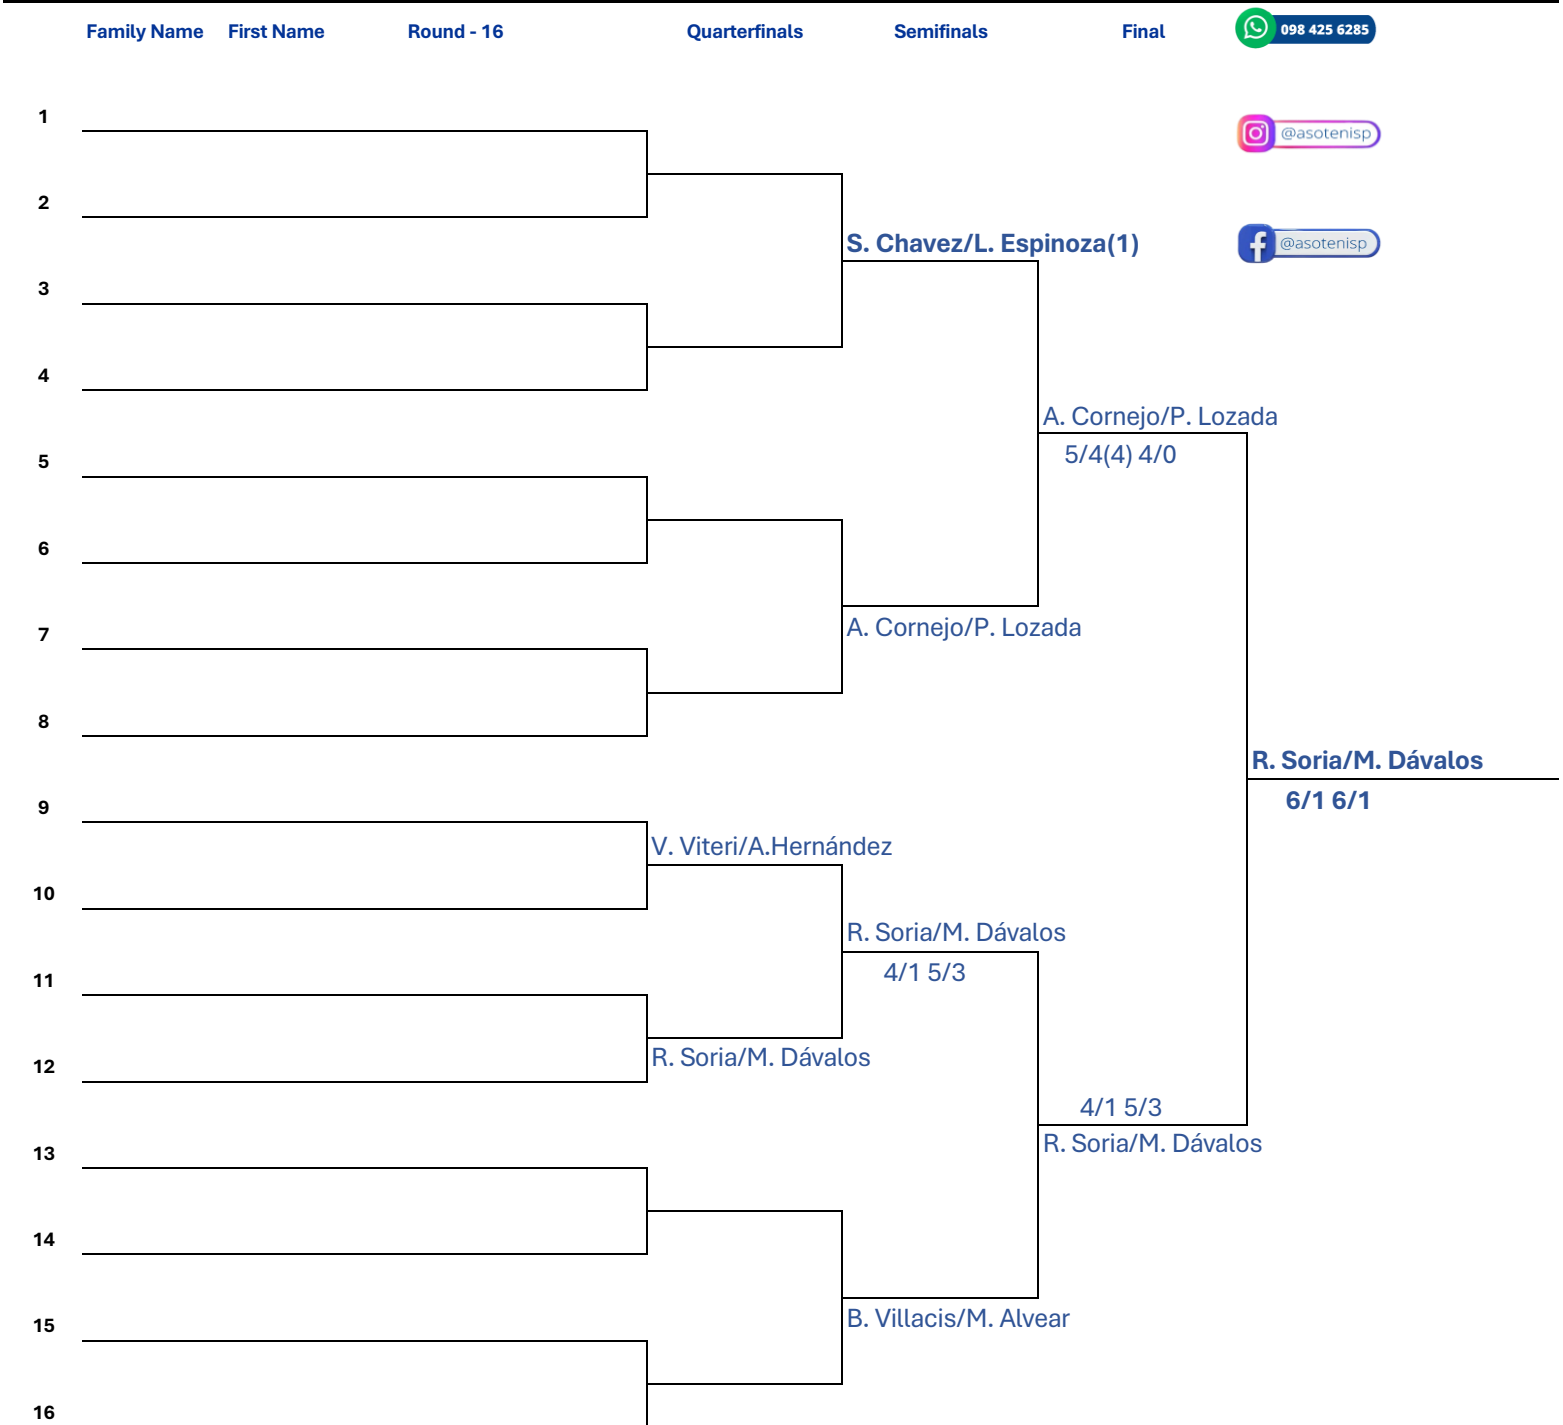 Family Name First Name Round - 16 Quarterfinals Semifinals Final 098 425 6285
1
@asotenisp
2
S. Chavez/L. Espinoza(1)
@asotenisp
3
4
A. Cornejo/P. Lozada
5/4(4) 4/0
5
6
7
A. Cornejo/P. Lozada
8
R. Soria/M. Dávalos
6/1 6/1
9
V. Viteri/A.Hernández
10
R. Soria/M. Dávalos
4/1 5/3
11
R. Soria/M. Dávalos
12
4/1 5/3
R. Soria/M. Dávalos
13
14
B. Villacis/M. Alvear
15
16